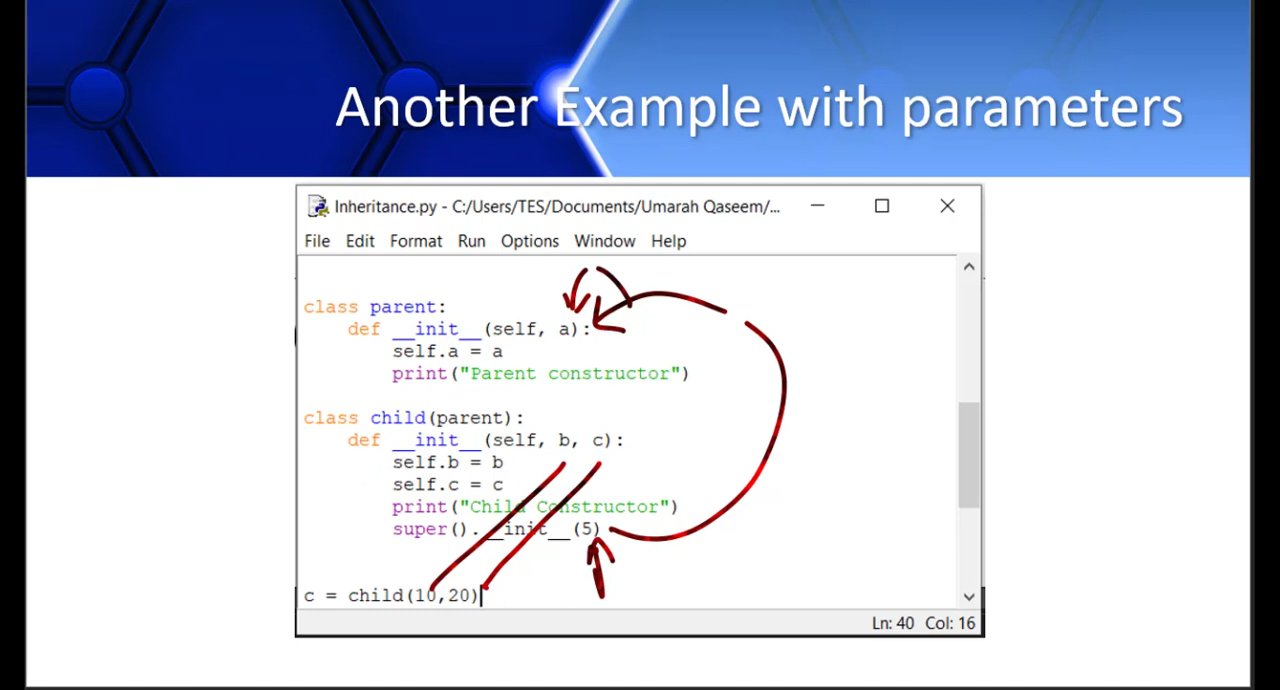 Another Example with parameters
Inheritance.py - C:/Users/TES/Documents/Umarah Qaseem/...
File Edit Format Run Options Window Help
class parent:
    def __init__(self, a):
        self.a = a
        print("Parent constructor")
class child(parent):
    def __init__(self, b, c):
        self.b = b
        self.c = c
        print("Child Constructor")
        super().__init__(5)
c = child(10,20)
Ln: 40 Col: 16